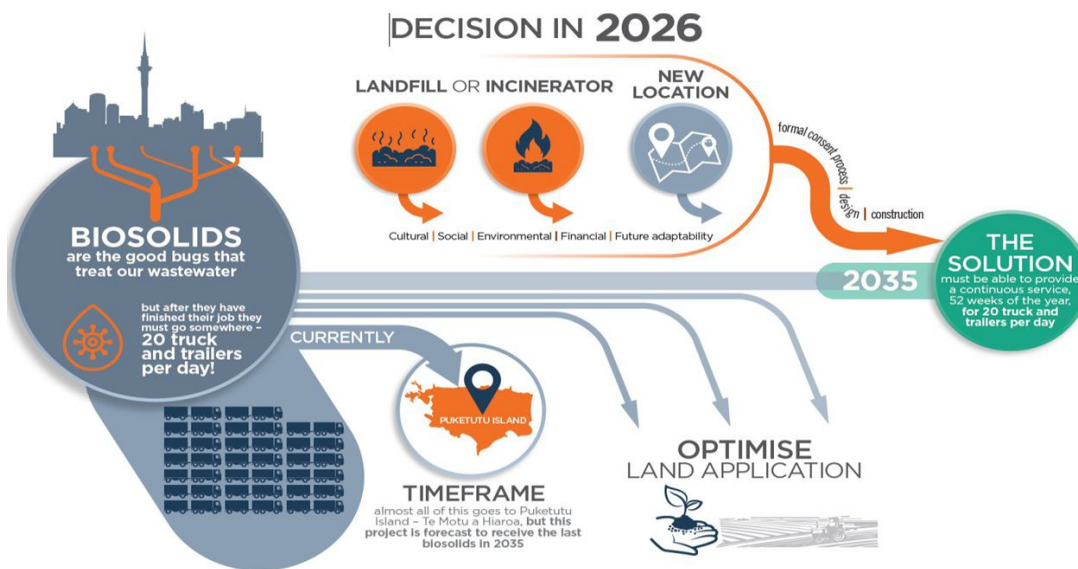 DECISION IN 2026
LANDFILL OR INCINERATOR
NEW
LOCATION
Cultural | Social | Environmental | Financial | Future adaptability
formal consent process |
design | construction
BIOSOLIDS
are the good bugs that
treat our wastewater
but after they have
finished their job they
must go somewhere –
20 truck
and trailers
per day!
2035
THE
SOLUTION
must be able to provide
a continuous service,
52 weeks of the year,
for 20 truck and
trailers per day
CURRENTLY
PUKETUTU ISLAND
TIMEFRAME
almost all of this goes to Puketutu
Island – Te Motu a Hiaroa, but this
project is forecast to receive the last
biosolids in 2035
OPTIMISE
LAND APPLICATION